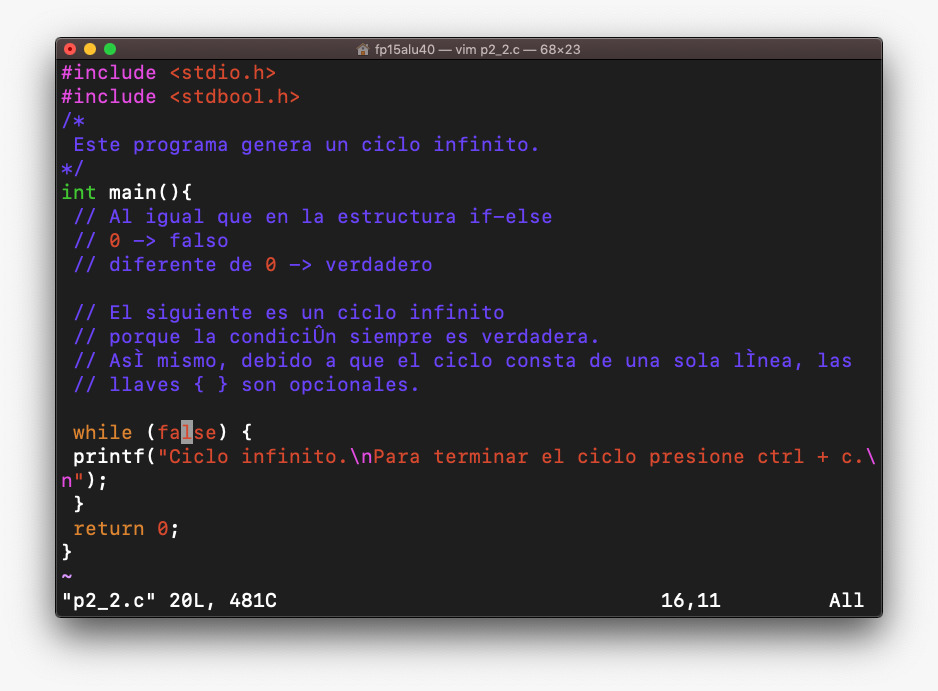 fp15alu40 — vim p2_2.c — 68×23
#include <stdio.h>
#include <stdbool.h>
/*
 Este programa genera un ciclo infinito.
*/
int main(){
 // Al igual que en la estructura if-else
 // 0 -> falso
 // diferente de 0 -> verdadero
 // El siguiente es un ciclo infinito
 // porque la condiciÛn siempre es verdadera.
 // AsÌ mismo, debido a que el ciclo consta de una sola lÌnea, las
 // llaves { } son opcionales.
 while (false) {
 printf("Ciclo infinito.\nPara terminar el ciclo presione ctrl + c.\
n");
 }
 return 0;
}
~
"p2_2.c" 20L, 481C 16,11 All